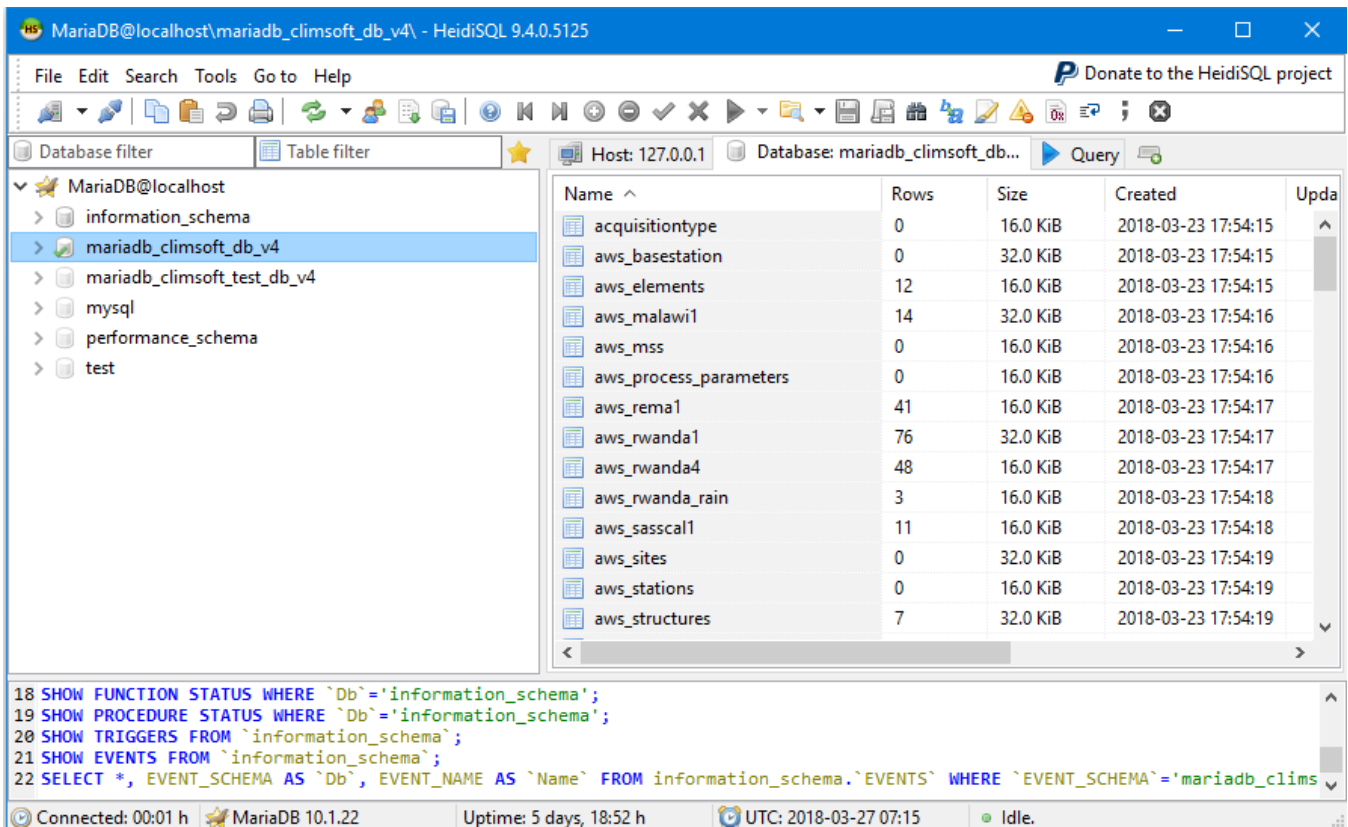 MariaDB@localhost\mariadb_climsoft_db_v4\ - HeidiSQL 9.4.0.5125
File Edit Search Tools Go to Help
Donate to the HeidiSQL project
Database filter
Table filter
Host: 127.0.0.1
Database: mariadb_climsoft_db...
Query
MariaDB@localhost
information_schema
mariadb_climsoft_db_v4
mariadb_climsoft_test_db_v4
mysql
performance_schema
test
Name Rows Size Created Upda
acquisitiontype 0 16.0 KiB 2018-03-23 17:54:15
aws_basestation 0 32.0 KiB 2018-03-23 17:54:15
aws_elements 12 16.0 KiB 2018-03-23 17:54:15
aws_malawi1 14 32.0 KiB 2018-03-23 17:54:16
aws_mss 0 16.0 KiB 2018-03-23 17:54:16
aws_process_parameters 0 16.0 KiB 2018-03-23 17:54:16
aws_rema1 41 16.0 KiB 2018-03-23 17:54:17
aws_rwanda1 76 32.0 KiB 2018-03-23 17:54:17
aws_rwanda4 48 16.0 KiB 2018-03-23 17:54:17
aws_rwanda_rain 3 16.0 KiB 2018-03-23 17:54:18
aws_sasscal1 11 16.0 KiB 2018-03-23 17:54:18
aws_sites 0 32.0 KiB 2018-03-23 17:54:19
aws_stations 0 16.0 KiB 2018-03-23 17:54:19
aws_structures 7 32.0 KiB 2018-03-23 17:54:19
18 SHOW FUNCTION STATUS WHERE `Db`='information_schema';
19 SHOW PROCEDURE STATUS WHERE `Db`='information_schema';
20 SHOW TRIGGERS FROM `information_schema`;
21 SHOW EVENTS FROM `information_schema`;
22 SELECT *, EVENT_SCHEMA AS `Db`, EVENT_NAME AS `Name` FROM information_schema.`EVENTS` WHERE `EVENT_SCHEMA`='mariadb_clims
Connected: 00:01 h MariaDB 10.1.22 Uptime: 5 days, 18:52 h UTC: 2018-03-27 07:15 Idle.